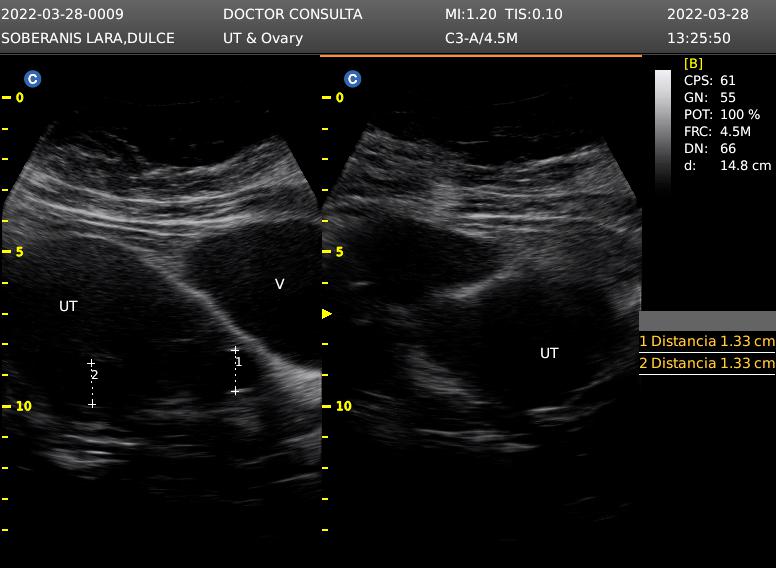 2022-03-28-0009 DOCTOR CONSULTA MI:1.20 TIS:0.10 2022-03-28
SOBERANIS LARA,DULCE UT & Ovary C3-A/4.5M 13:25:50
C C
[B]
CPS: 61
GN: 55
POT: 100 %
FRC: 4.5M
DN: 66
d: 14.8 cm
0 0
5 5
V
UT
UT
1
2
10 10
1 Distancia 1.33 cm
2 Distancia 1.33 cm